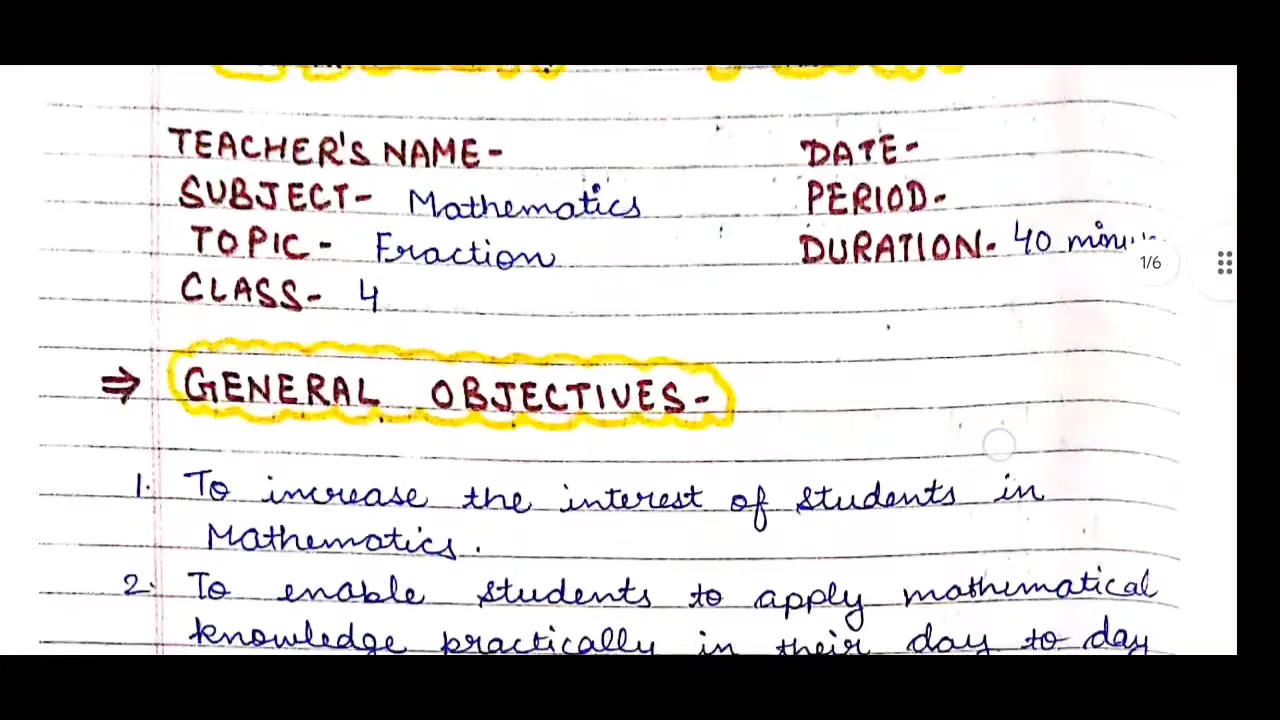 TEACHER'S NAME-
DATE-
SUBJECT- Mathematics
PERIOD-
TOPIC- Fraction
DURATION- 40 min
1/6
CLASS- 4
⇒ GENERAL OBJECTIVES-
1. To increase the interest of students in
Mathematics.
2. To enable students to apply mathematical
knowledge practically in their day to day